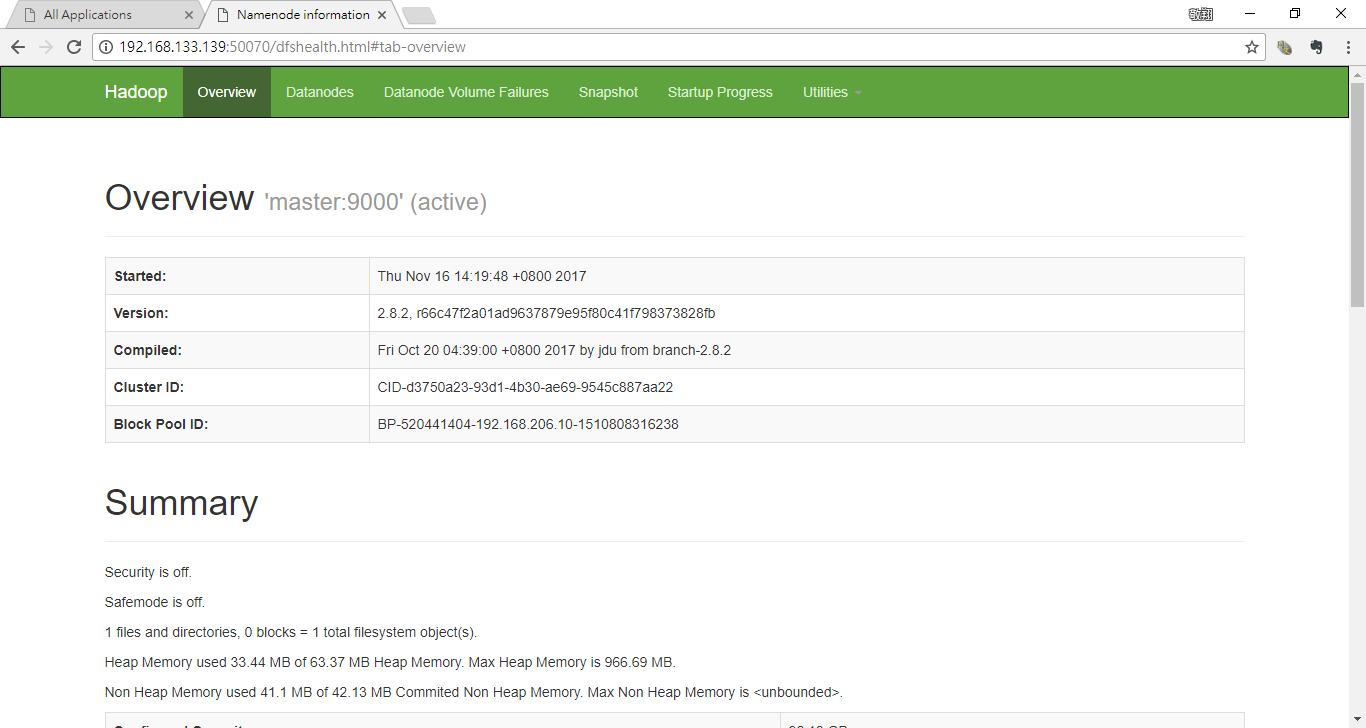 All Applications
Namenode information
192.168.133.139:50070/dfshealth.html#tab-overview
Hadoop Overview Datanodes Datanode Volume Failures Snapshot Startup Progress Utilities
Overview 'master:9000' (active)
Started: Thu Nov 16 14:19:48 +0800 2017
Version: 2.8.2, r66c47f2a01ad9637879e95f80c41f798373828fb
Compiled: Fri Oct 20 04:39:00 +0800 2017 by jdu from branch-2.8.2
Cluster ID: CID-d3750a23-93d1-4b30-ae69-9545c887aa22
Block Pool ID: BP-520441404-192.168.206.10-1510808316238
Summary
Security is off.
Safemode is off.
1 files and directories, 0 blocks = 1 total filesystem object(s).
Heap Memory used 33.44 MB of 63.37 MB Heap Memory. Max Heap Memory is 966.69 MB.
Non Heap Memory used 41.1 MB of 42.13 MB Commited Non Heap Memory. Max Non Heap Memory is <unbounded>.